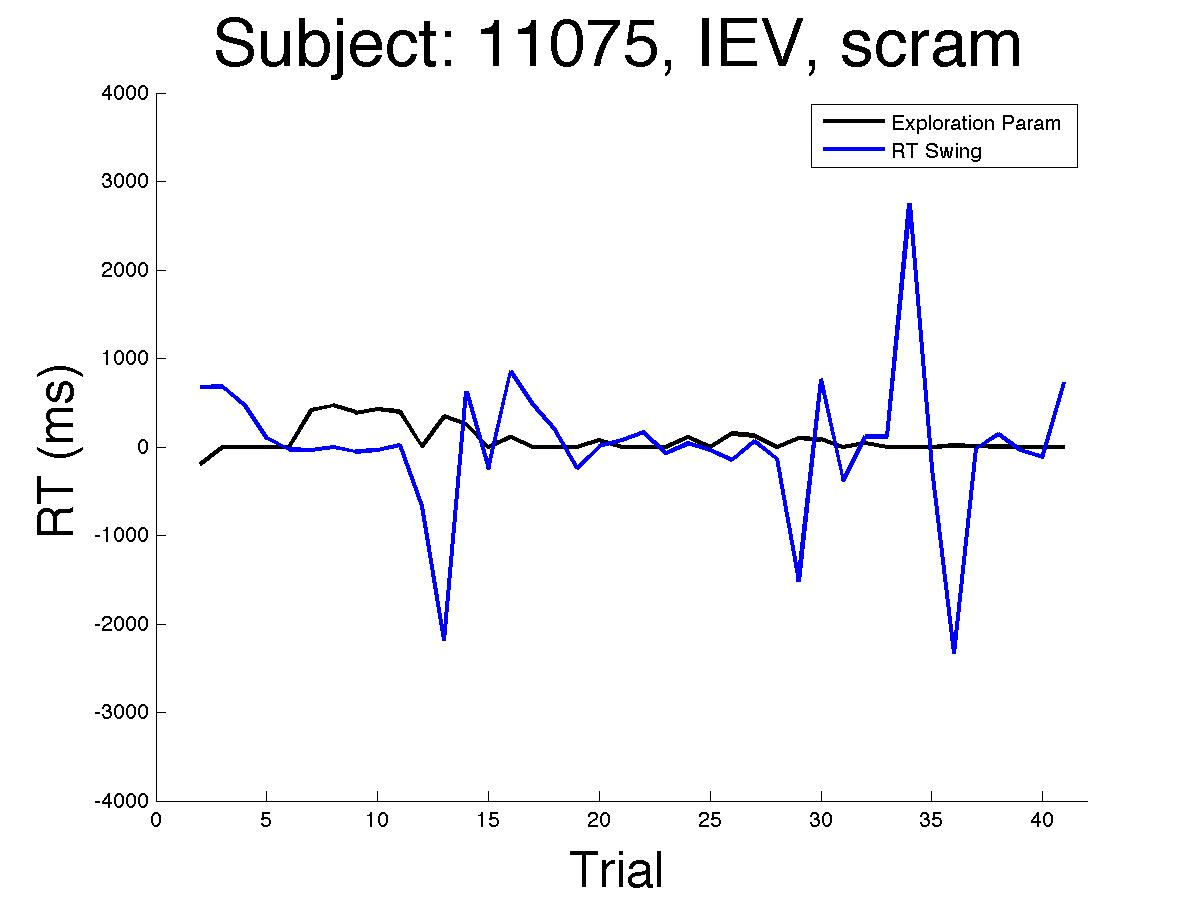 Subject: 11075, IEV, scram
Exploration Param
RT Swing
4000
3000
2000
1000
0
-1000
-2000
-3000
-4000
RT (ms)
0 5 10 15 20 25 30 35 40
Trial